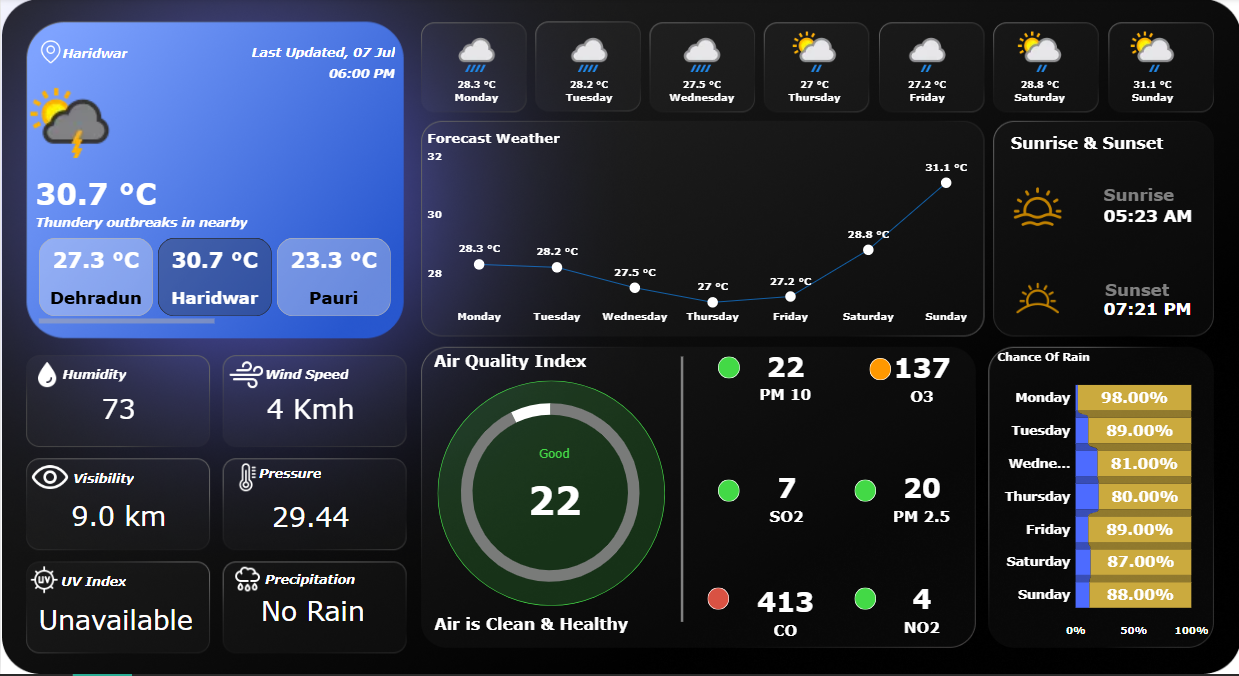 Haridwar
Last Updated, 07 Jul
06:00 PM
30.7 °C
Thundery outbreaks in nearby
27.3 °C
Dehradun
30.7 °C
Haridwar
23.3 °C
Pauri
28.3 °C
Monday
28.2 °C
Tuesday
27.5 °C
Wednesday
27 °C
Thursday
27.2 °C
Friday
28.8 °C
Saturday
31.1 °C
Sunday
Forecast Weather
32
30
28
28.3 °C
28.2 °C
27.5 °C
27 °C
27.2 °C
28.8 °C
31.1 °C
Monday
Tuesday
Wednesday
Thursday
Friday
Saturday
Sunday
Sunrise & Sunset
Sunrise
05:23 AM
Sunset
07:21 PM
Humidity
73
Wind Speed
4 Kmh
Visibility
9.0 km
Pressure
29.44
UV
UV Index
Unavailable
Precipitation
No Rain
Air Quality Index
Good
22
Air is Clean & Healthy
22
PM 10
137
O3
7
SO2
20
PM 2.5
413
CO
4
NO2
Chance Of Rain
Monday 98.00%
Tuesday 89.00%
Wedne... 81.00%
Thursday 80.00%
Friday 89.00%
Saturday 87.00%
Sunday 88.00%
0% 50% 100%